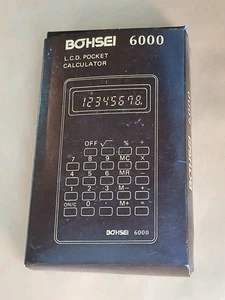 BOHSEI 6000
L.C.D. POCKET
CALCULATOR
12345678.
OFF √ % ÷
7 8 9 MC ×
4 5 6 MR −
1 2 3 M− +
ON/C 0 · M+ =
BOHSEI 6000